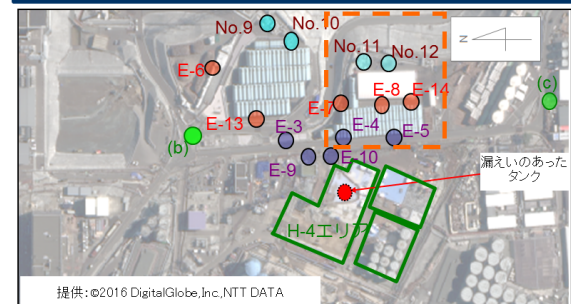 No.9
No.10
No.11
No.12
N
E-6
E-7
E-8
E-14
(c)
E-13
(b)
E-3
E-4
E-5
E-9
E-10
漏えいのあった
タンク
H-4エリア
提供:©2016 DigitalGlobe,Inc.,NTT DATA